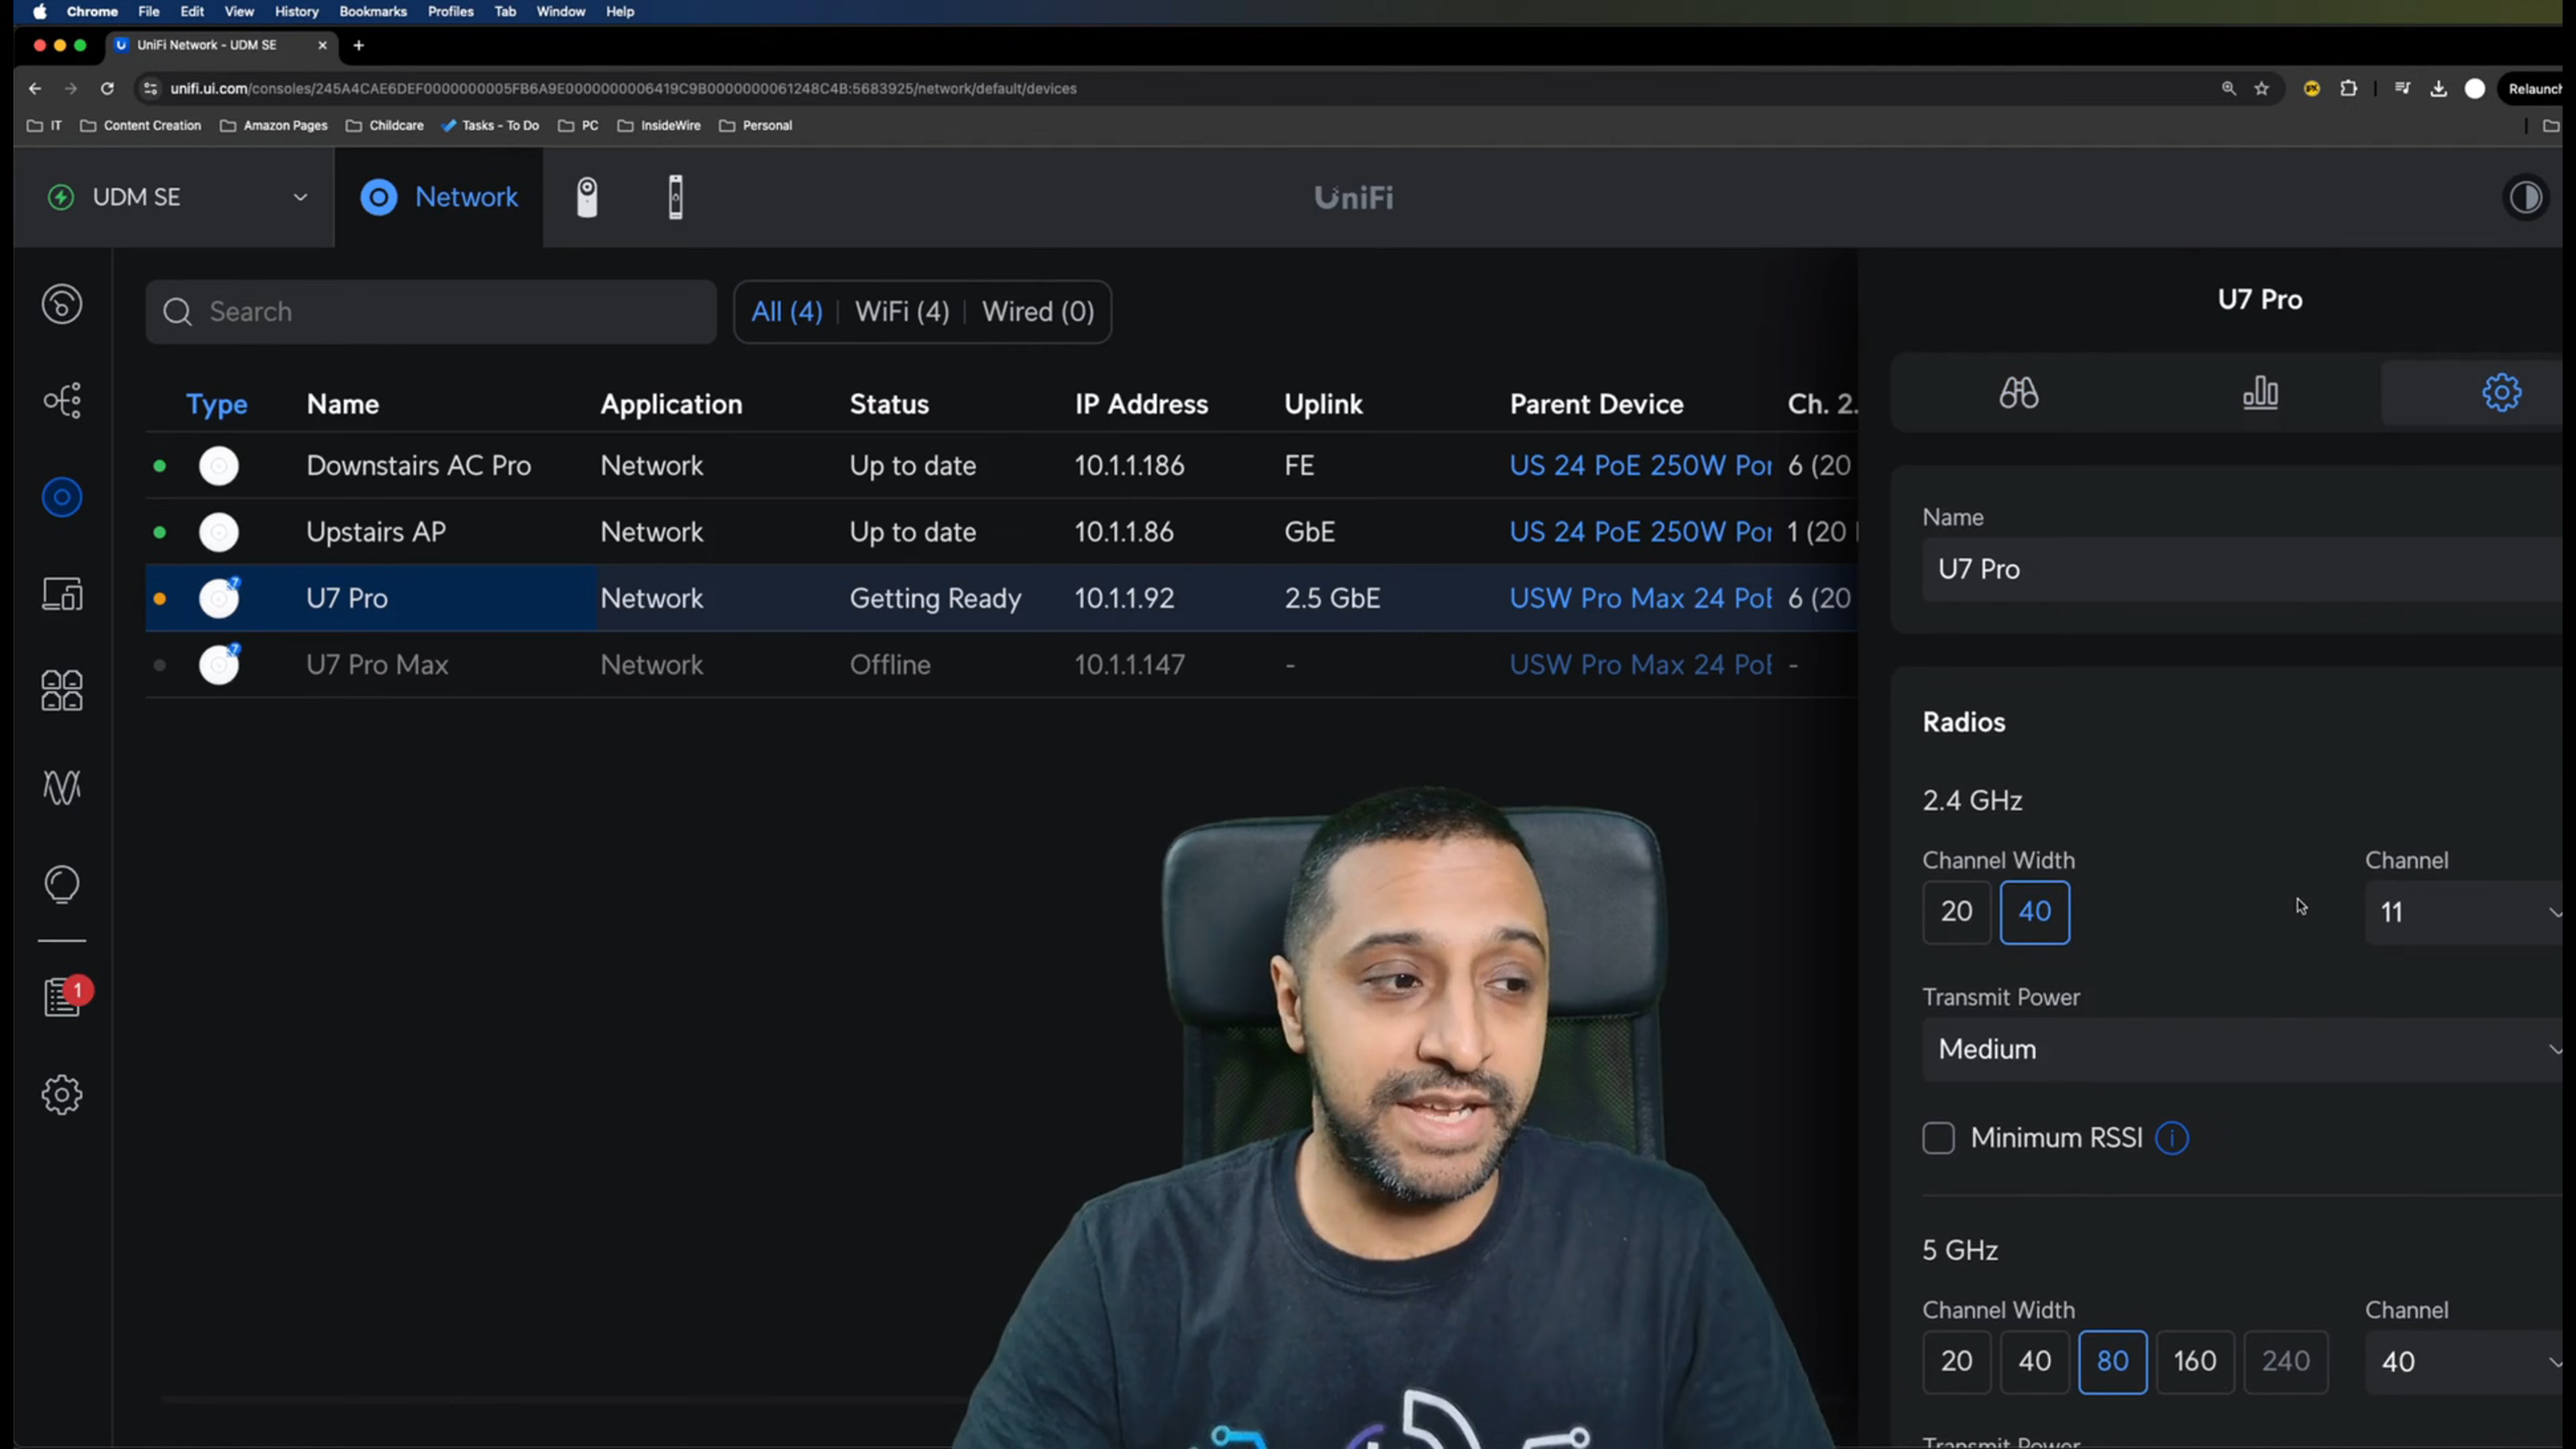 Chrome File Edit View History Bookmarks Profiles Tab Window Help
UniFi Network - UDM SE
unifi.ui.com/consoles/245A4CAE6DEF0000000005FB6A9E0000000006419C9B0000000061248C4B:5683925/network/default/devices
Relaunch
IT Content Creation Amazon Pages Childcare Tasks - To Do PC InsideWire Personal
UDM SE Network UniFi
Search All (4) WiFi (4) Wired (0)
Type Name Application Status IP Address Uplink Parent Device Ch. 2.
Downstairs AC Pro Network Up to date 10.1.1.186 FE US 24 PoE 250W Por 6 (20
Upstairs AP Network Up to date 10.1.1.86 GbE US 24 PoE 250W Por 1 (20
7 U7 Pro Network Getting Ready 10.1.1.92 2.5 GbE USW Pro Max 24 PoE 6 (20
7 U7 Pro Max Network Offline 10.1.1.147 - USW Pro Max 24 PoE -
1
U7 Pro
Name
U7 Pro
Radios
2.4 GHz
Channel Width Channel
20 40 11
Transmit Power
Medium
Minimum RSSI
5 GHz
Channel Width Channel
20 40 80 160 240 40
Transmit Power